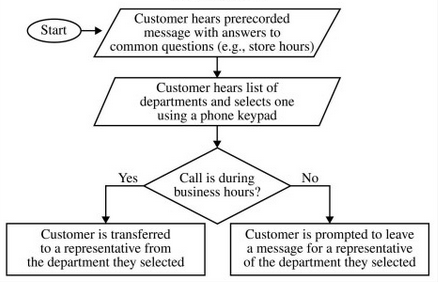 Start
Customer hears prerecorded
message with answers to
common questions (e.g., store hours)
Customer hears list of
departments and selects one
using a phone keypad
Call is during
business hours?
Yes
No
Customer is transferred
to a representative from
the department they selected
Customer is prompted to leave
a message for a representative
of the department they selected